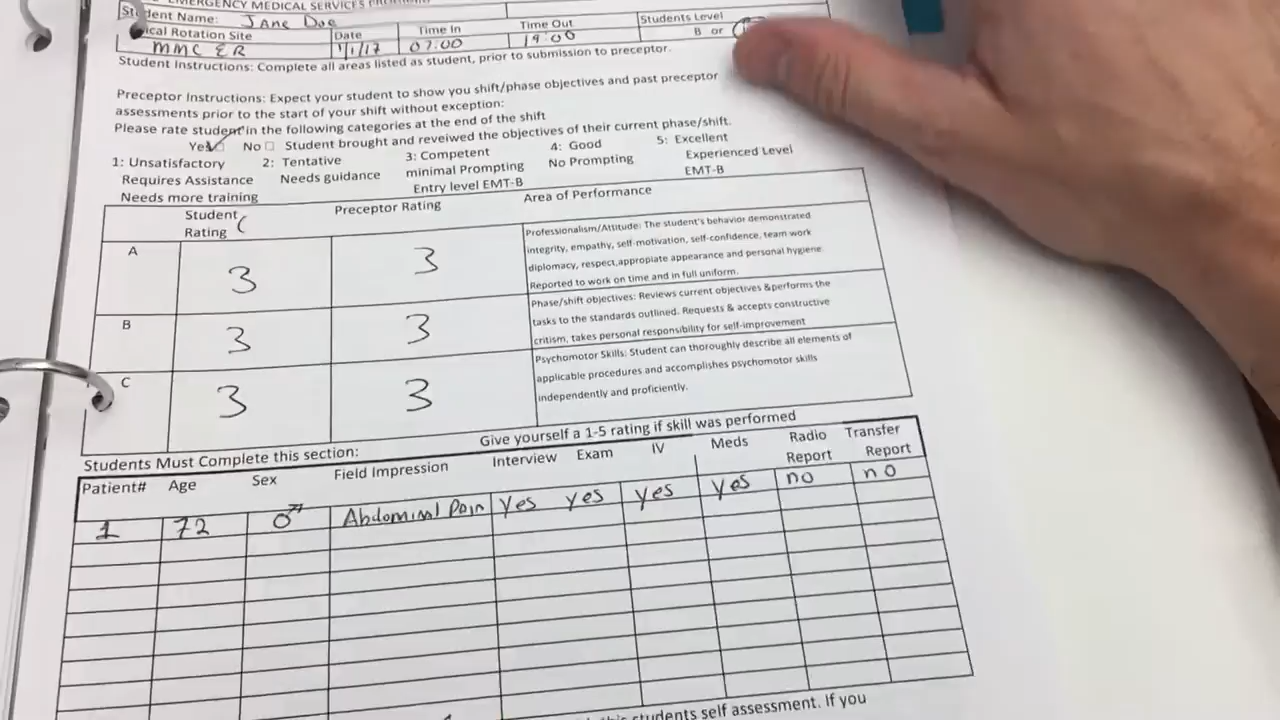 EMERGENCY MEDICAL SERVICES
Student Name: Jane Doe
ical Rotation Site Date Time In Time Out Students Level
MMC ER 1/1/17 07:00 19:00 B or
Student Instructions: Complete all areas listed as student, prior to submission to preceptor.
Preceptor Instructions: Expect your student to show you shift/phase objectives and past preceptor
assessments prior to the start of your shift without exception:
Please rate student in the following categories at the end of the shift
Yes No Student brought and reveiwed the objectives of their current phase/shift.
1: Unsatisfactory 2: Tentative 3: Competent 4: Good 5: Excellent
Requires Assistance Needs guidance minimal Prompting No Prompting Experienced Level
Needs more training Entry level EMT-B EMT-B
Student Rating Preceptor Rating Area of Performance
A 3 3 Professionalism/Attitude: The student's behavior demonstrated
integrity, empathy, self-motivation, self-confidence, team work
diplomacy, respect,appropiate appearance and personal hygiene
Reported to work on time and in full uniform.
B 3 3 Phase/shift objectives: Reviews current objectives &performs the
tasks to the standards outlined. Requests & accepts constructive
critism, takes personal responsibility for self-improvement
C 3 3 Psychomotor Skills: Student can thoroughly describe all elements of
applicable procedures and accomplishes psychomotor skills
independently and proficiently.
Give yourself a 1-5 rating if skill was performed
Students Must Complete this section:
Patient# Age Sex Field Impression Interview Exam IV Meds Radio Report Transfer Report
1 72 ♂ Abdominal Pain yes yes yes yes no no
students self assessment. If you